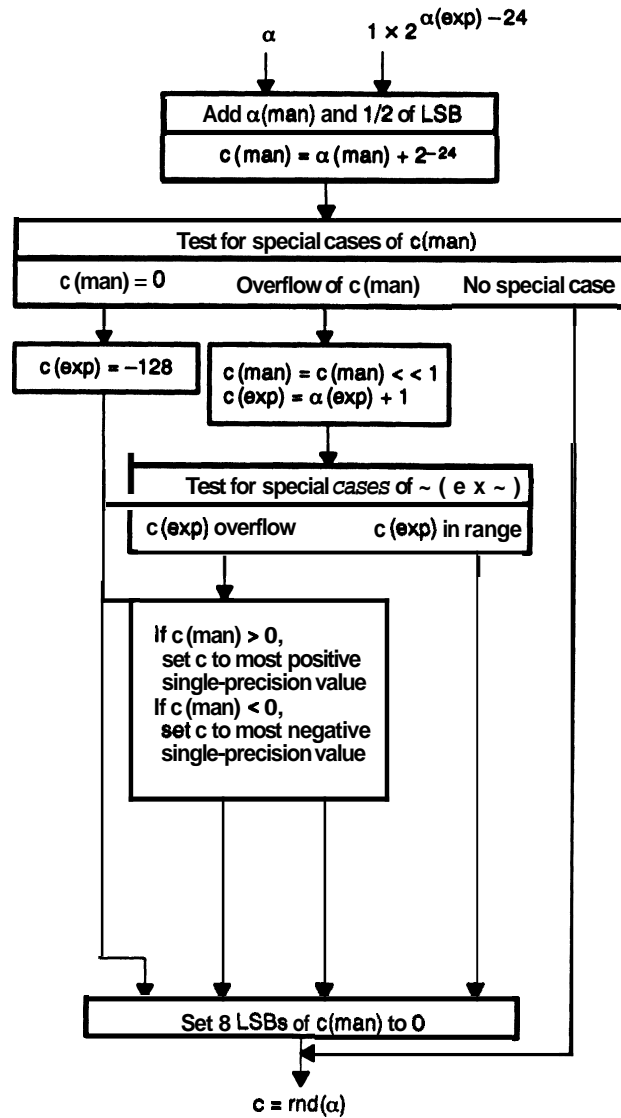 α
1 × 2^α(exp) −24
Add α(man) and 1/2 of LSB
c (man) = α (man) + 2^−24
Test for special cases of c(man)
c (man) = 0
Overflow of c (man)
No special case
c (exp) = −128
c (man) = c (man) < < 1
c (exp) = α (exp) + 1
Test for special cases of ~ ( e x ~ )
c (exp) overflow
c (exp) in range
If c (man) > 0,
set c to most positive
single-precision value
If c (man) < 0,
set c to most negative
single-precision value
Set 8 LSBs of c(man) to 0
c = rnd(α)